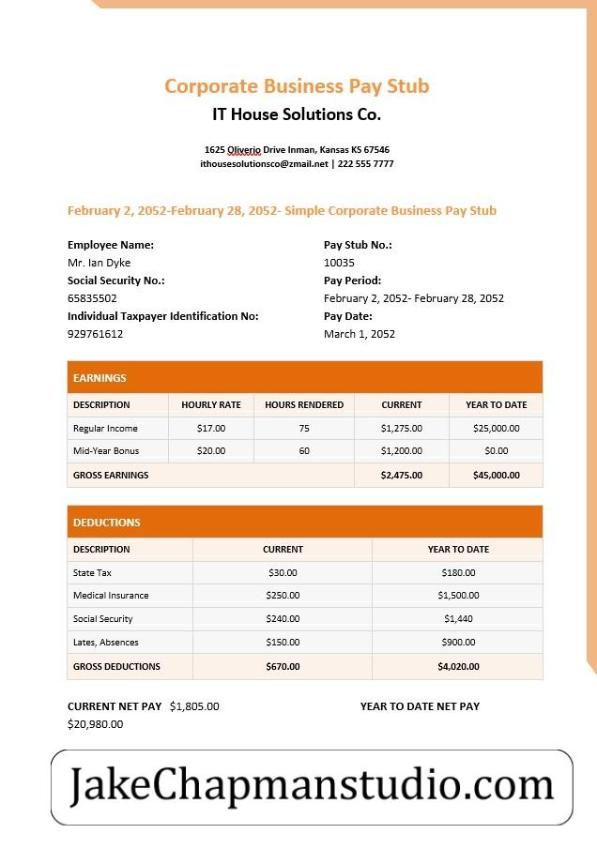 Corporate Business Pay Stub
IT House Solutions Co.
1625 Oliverio Drive Inman, Kansas KS 67546
ithousesolutionsco@zmail.net | 222 555 7777
February 2, 2052-February 28, 2052- Simple Corporate Business Pay Stub
Employee Name: Pay Stub No.:
Mr. Ian Dyke 10035
Social Security No.: Pay Period:
65835502 February 2, 2052- February 28, 2052
Individual Taxpayer Identification No: Pay Date:
929761612 March 1, 2052
EARNINGS
DESCRIPTION HOURLY RATE HOURS RENDERED CURRENT YEAR TO DATE
Regular Income $17.00 75 $1,275.00 $25,000.00
Mid-Year Bonus $20.00 60 $1,200.00 $0.00
GROSS EARNINGS $2,475.00 $45,000.00
DEDUCTIONS
DESCRIPTION CURRENT YEAR TO DATE
State Tax $30.00 $180.00
Medical Insurance $250.00 $1,500.00
Social Security $240.00 $1,440
Lates, Absences $150.00 $900.00
GROSS DEDUCTIONS $670.00 $4,020.00
CURRENT NET PAY $1,805.00 YEAR TO DATE NET PAY
$20,980.00
JakeChapmanstudio.com